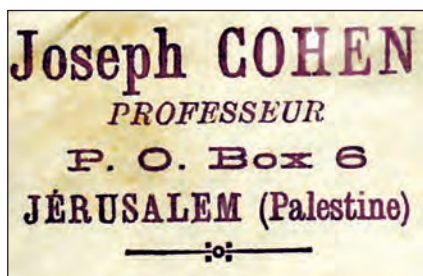 Joseph COHEN
PROFESSEUR
P. O. Box 6
JÉRUSALEM (Palestine)